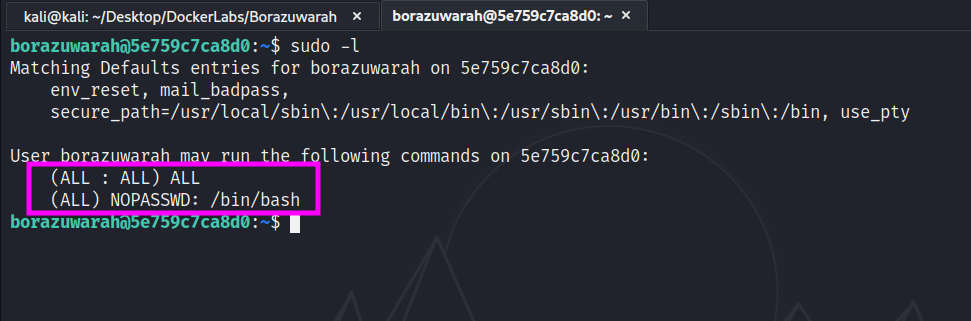 kali@kali: ~/Desktop/DockerLabs/Borazuwarah ×
borazuwarah@5e759c7ca8d0: ~ ×
borazuwarah@5e759c7ca8d0:~$ sudo -l
Matching Defaults entries for borazuwarah on 5e759c7ca8d0:
    env_reset, mail_badpass,
    secure_path=/usr/local/sbin\:/usr/local/bin\:/usr/sbin\:/usr/bin\:/sbin\:/bin, use_pty

User borazuwarah may run the following commands on 5e759c7ca8d0:
    (ALL : ALL) ALL
    (ALL) NOPASSWD: /bin/bash
borazuwarah@5e759c7ca8d0:~$